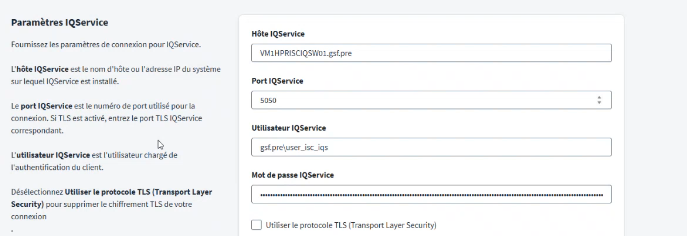 Paramètres IQService
Fournissez les paramètres de connexion pour IQService.
L'hôte IQService est le nom d'hôte ou l'adresse IP du système
sur lequel IQService est installé.
Le port IQService est le numéro de port utilisé pour la
connexion. Si TLS est activé, entrez le port TLS IQService
correspondant.
L'utilisateur IQService est l'utilisateur chargé de
l'authentification du client.
Désélectionnez Utiliser le protocole TLS (Transport Layer
Security) pour supprimer le chiffrement TLS de votre
connexion
.
Hôte IQService
VM1HPRISCIQSW01.gsf.pre
Port IQService
5050
Utilisateur IQService
gsf.pre\user_isc_iqs
Mot de passe IQService
Utiliser le protocole TLS (Transport Layer Security)